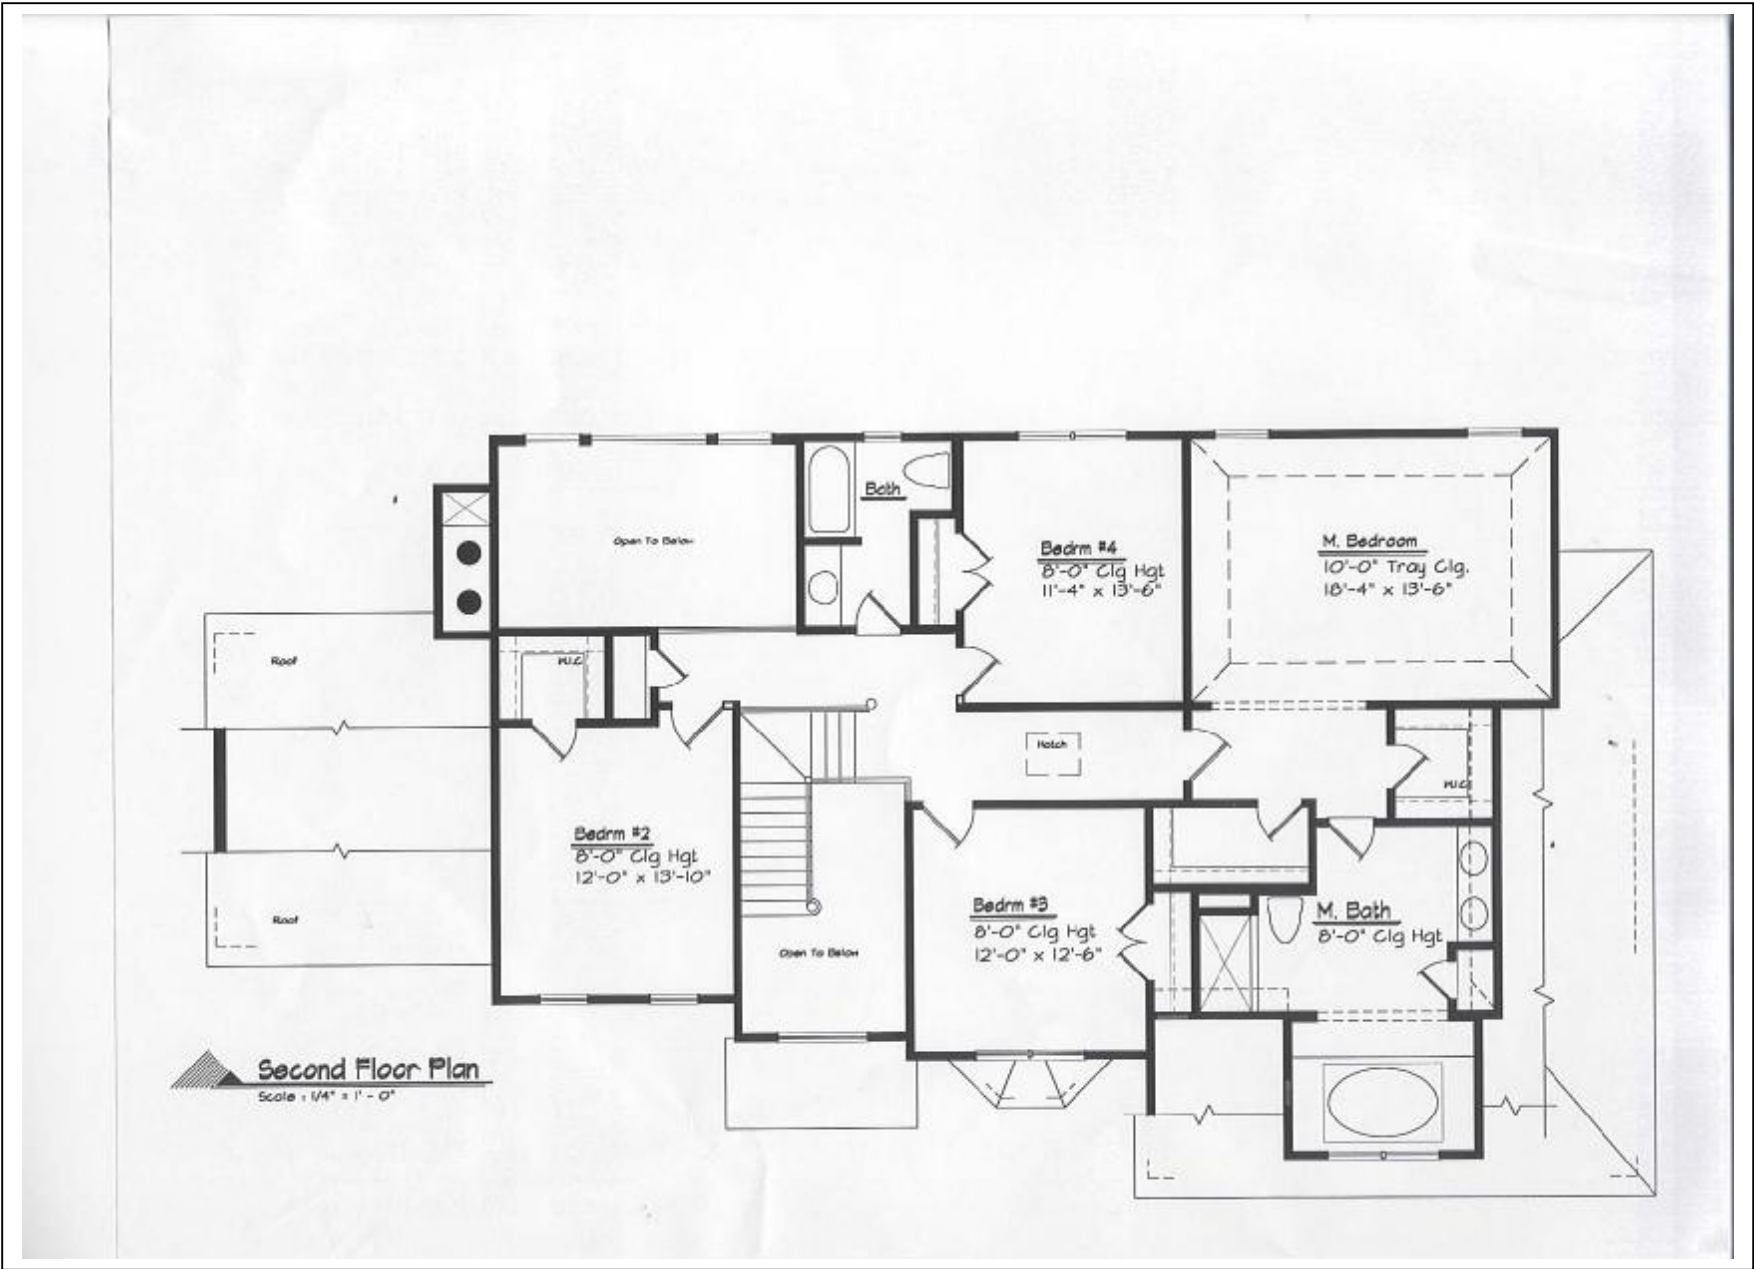 Bath
Open To Below
Bedrm #4
8'-0" Clg Hgt
11'-4" x 13'-6"
M. Bedroom
10'-0" Tray Clg.
18'-4" x 13'-6"
Roof
W.I.C
Hatch
W.I.C
Bedrm #2
8'-0" Clg Hgt
12'-0" x 13'-10"
Roof
Open To Below
Bedrm #3
8'-0" Clg Hgt
12'-0" x 12'-6"
M. Bath
8'-0" Clg Hgt
Second Floor Plan
Scale : 1/4" = 1' - 0"